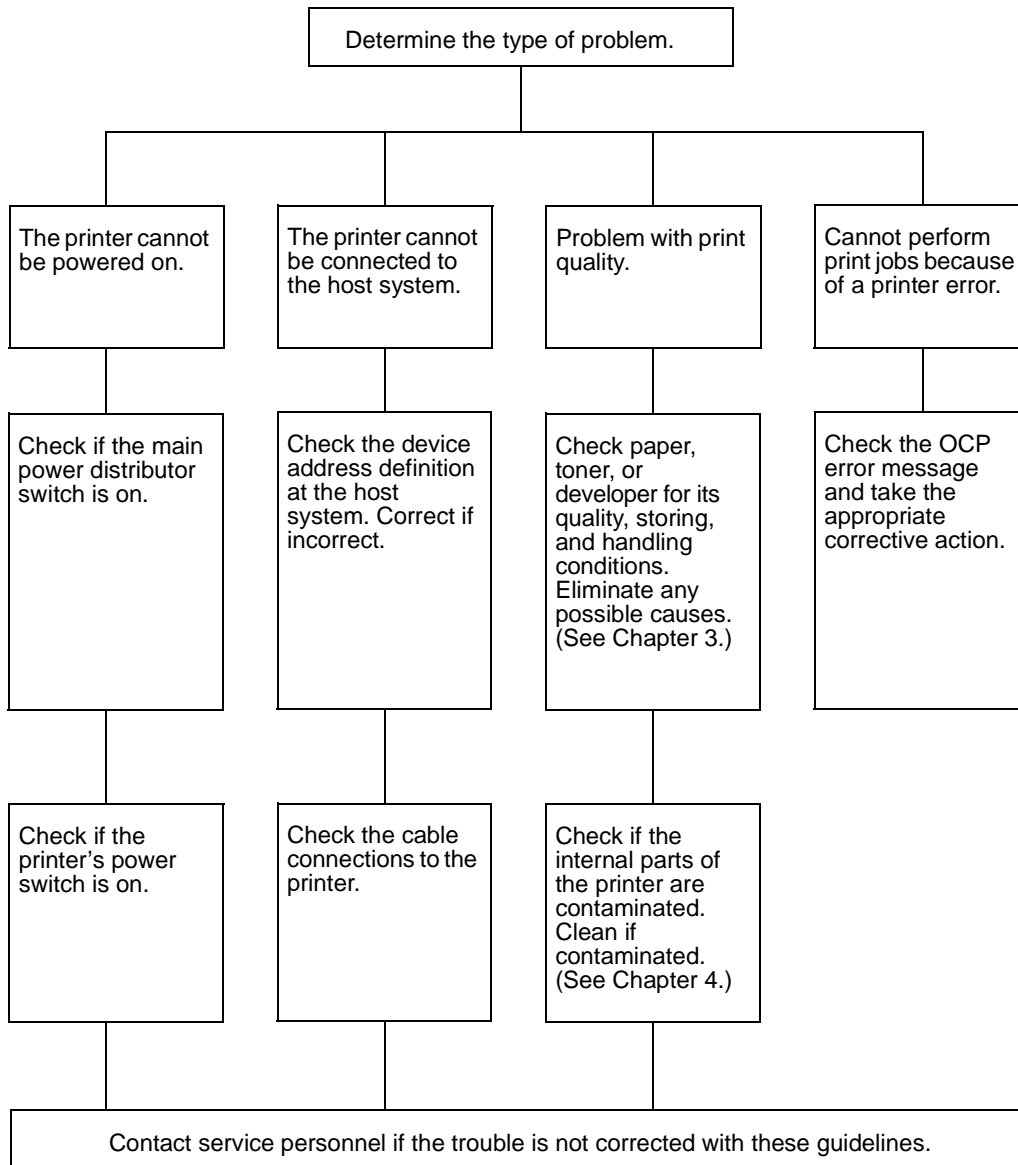 Determine the type of problem.
The printer cannot
be powered on.
The printer cannot
be connected to
the host system.
Problem with print
quality.
Cannot perform
print jobs because
of a printer error.
Check if the main
power distributor
switch is on.
Check the device
address definition
at the host
system. Correct if
incorrect.
Check paper,
toner, or
developer for its
quality, storing,
and handling
conditions.
Eliminate any
possible causes.
(See Chapter 3.)
Check the OCP
error message
and take the
appropriate
corrective action.
Check if the
printer’s power
switch is on.
Check the cable
connections to the
printer.
Check if the
internal parts of
the printer are
contaminated.
Clean if
contaminated.
(See Chapter 4.)
Contact service personnel if the trouble is not corrected with these guidelines.